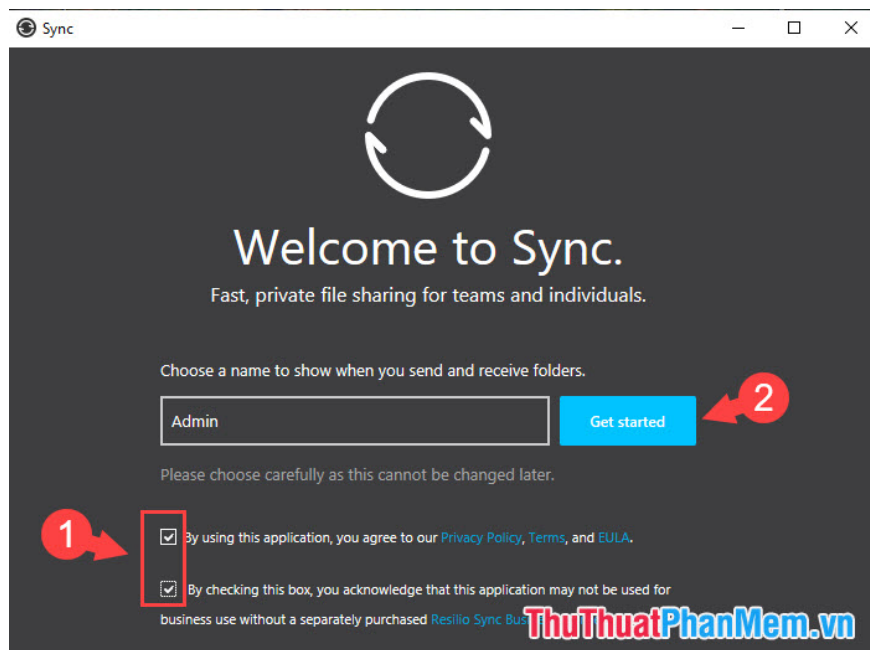 Sync
Welcome to Sync.
Fast, private file sharing for teams and individuals.
Choose a name to show when you send and receive folders.
Admin
Get started
2
Please choose carefully as this cannot be changed later.
1
By using this application, you agree to our Privacy Policy, Terms, and EULA.
By checking this box, you acknowledge that this application may not be used for
business use without a separately purchased Resilio Sync
ThuThuatPhanMem.vn